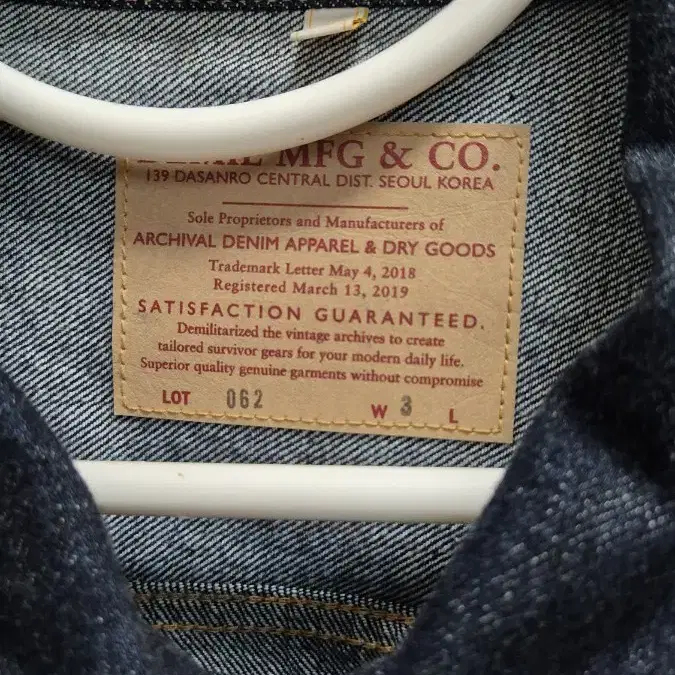 MFG & CO.
139 DASANRO CENTRAL DIST. SEOUL KOREA
Sole Proprietors and Manufacturers of
ARCHIVAL DENIM APPAREL & DRY GOODS
Trademark Letter May 4, 2018
Registered March 13, 2019
SATISFACTION GUARANTEED.
Demilitarized the vintage archives to create
tailored survivor gears for your modern daily life.
Superior quality genuine garments without compromise
LOT 062 W 3 L